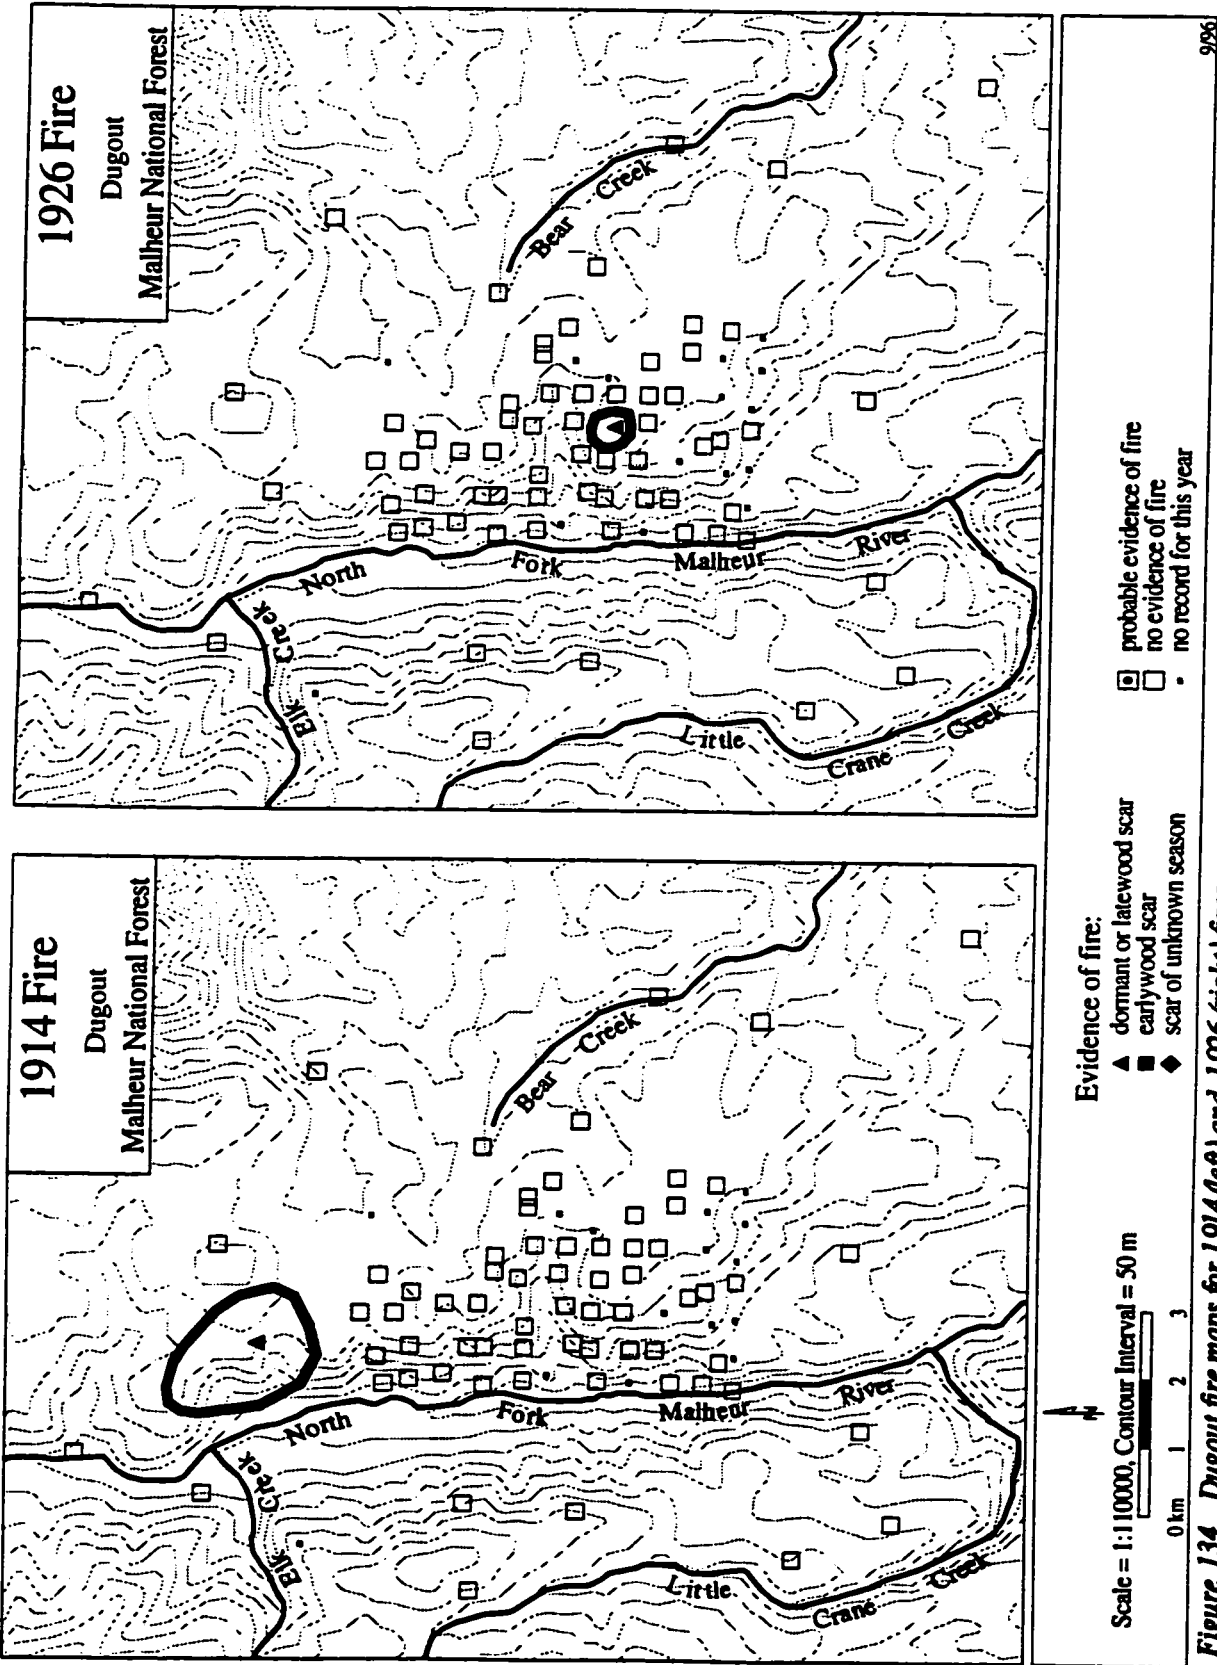 1914 Fire
Dugout
Malheur National Forest
Elk
Creek
North
Fork
Malheur
River
Bear
Creek
Little
Crane
Creek
1926 Fire
Dugout
Malheur National Forest
Elk
Creek
North
Fork
Malheur
River
Bear
Creek
Little
Crane
Creek
Scale = 1:110000, Contour Interval = 50 m
0 km 1 2 3
N
Evidence of fire:
dormant or latewood scar
earlywood scar
scar of unknown season
probable evidence of fire
no evidence of fire
no record for this year
9/96
Figure 134 Dugout fire maps for 1914 (left) and 1926 (right) fires